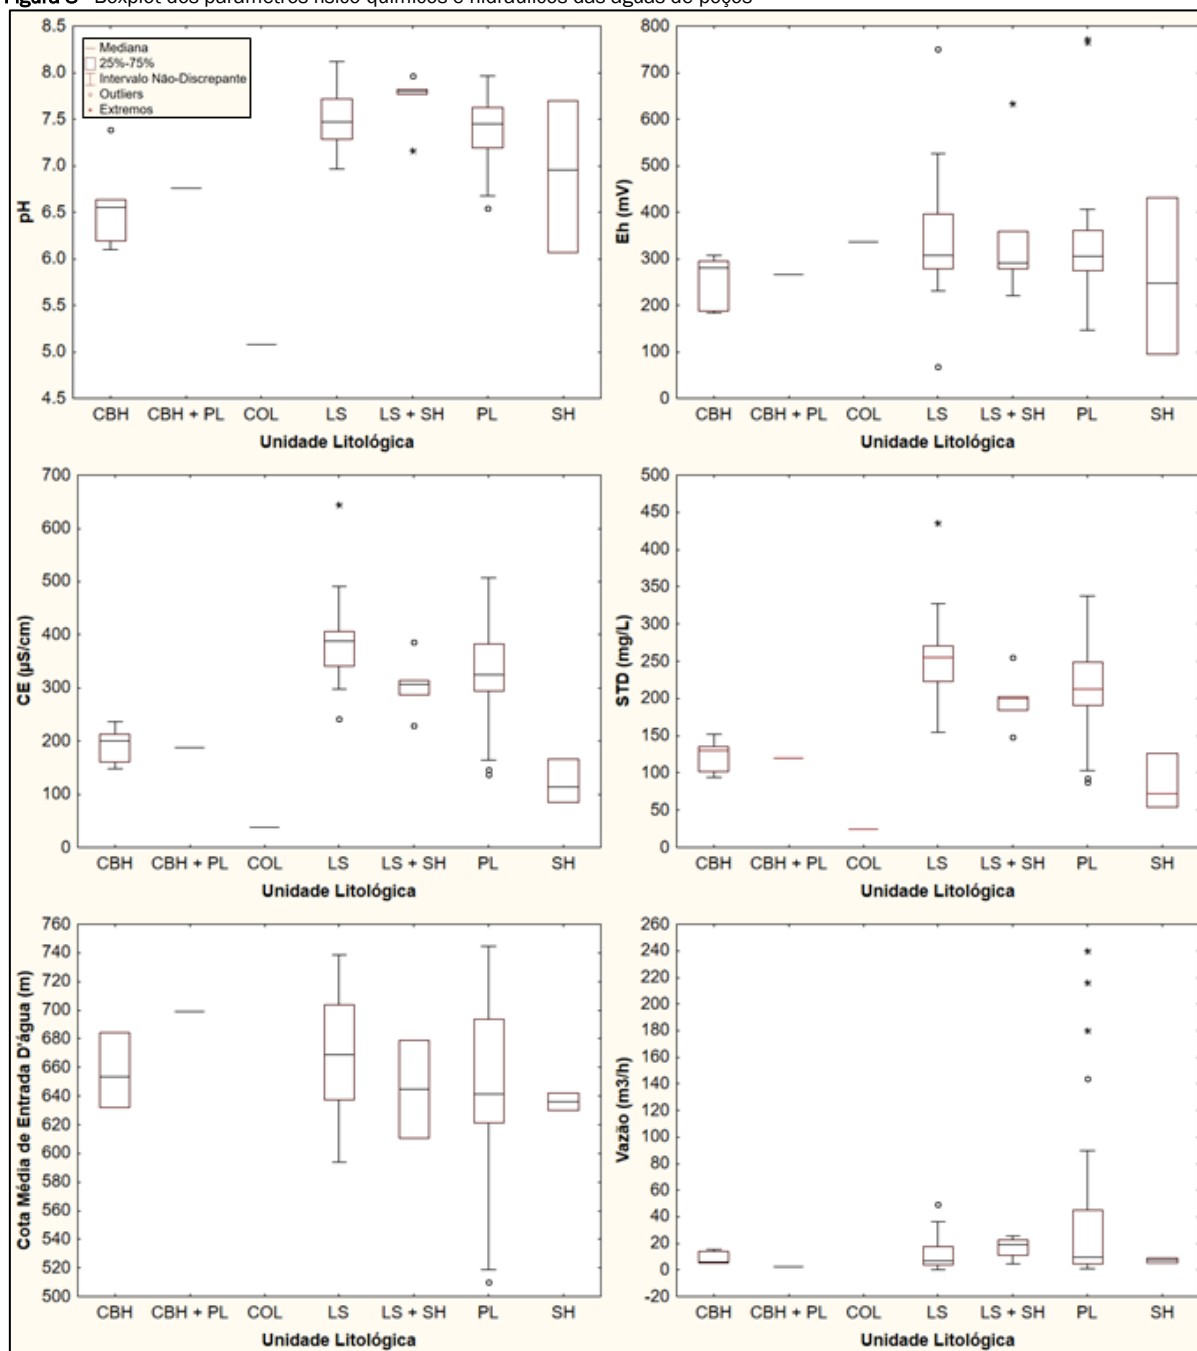 Figura 8 - Boxplot dos parâmetros físico-químicos e hidráulicos das águas de poços
8.5
8.0
7.5
7.0
6.5
6.0
5.5
5.0
4.5
pH
Mediana
25%-75%
Intervalo Não-Discrepante
Outliers
Extremos
CBH CBH + PL COL LS LS + SH PL SH
Unidade Litológica
800
700
600
500
400
300
200
100
0
Eh (mV)
CBH CBH + PL COL LS LS + SH PL SH
Unidade Litológica
700
600
500
400
300
200
100
0
CE (µS/cm)
CBH CBH + PL COL LS LS + SH PL SH
Unidade Litológica
500
450
400
350
300
250
200
150
100
50
0
STD (mg/L)
CBH CBH + PL COL LS LS + SH PL SH
Unidade Litológica
760
740
720
700
680
660
640
620
600
580
560
540
520
500
Cota Média de Entrada D'água (m)
CBH CBH + PL COL LS LS + SH PL SH
Unidade Litológica
260
240
220
200
180
160
140
120
100
80
60
40
20
0
-20
Vazão (m3/h)
CBH CBH + PL COL LS LS + SH PL SH
Unidade Litológica